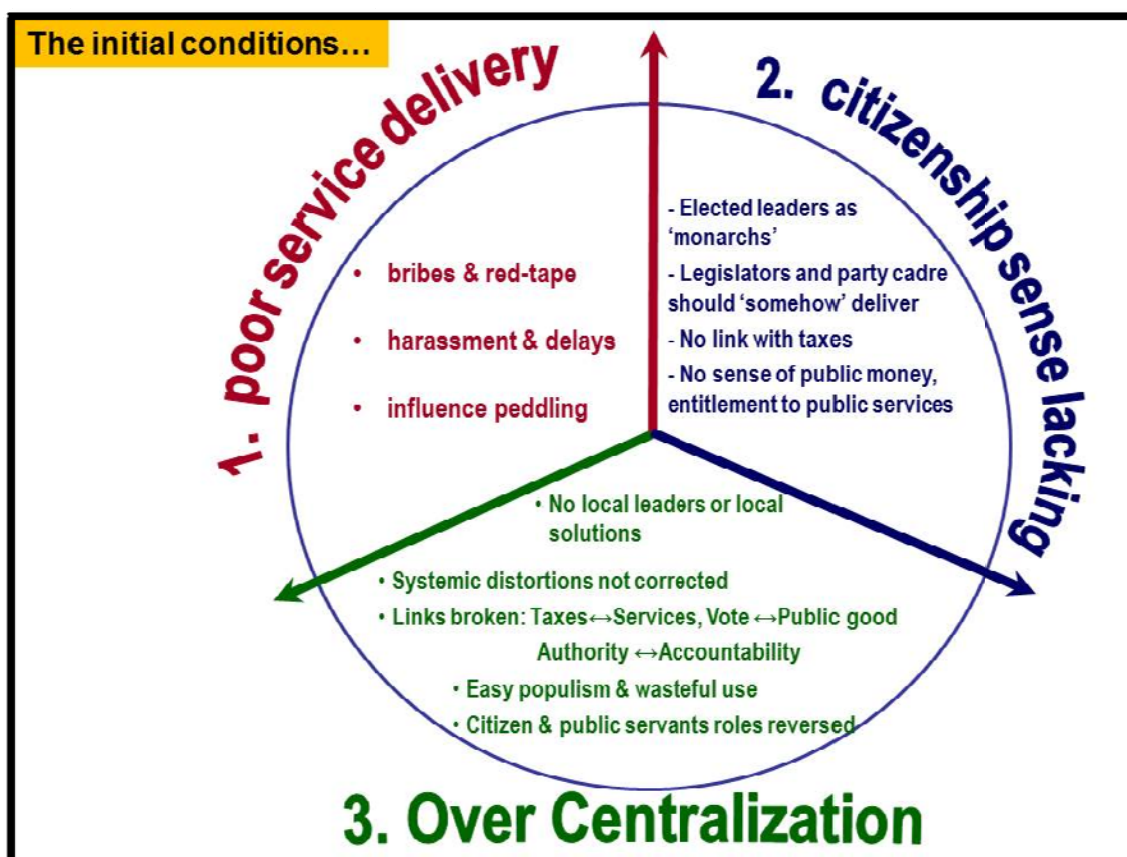 The initial conditions...
1. poor service delivery
• bribes & red-tape
• harassment & delays
• influence peddling
2. citizenship sense lacking
- Elected leaders as
‘monarchs’
- Legislators and party cadre
should ‘somehow’ deliver
- No link with taxes
- No sense of public money,
entitlement to public services
• No local leaders or local
solutions
• Systemic distortions not corrected
• Links broken: Taxes↔Services, Vote ↔Public good
Authority ↔Accountability
• Easy populism & wasteful use
• Citizen & public servants roles reversed
3. Over Centralization